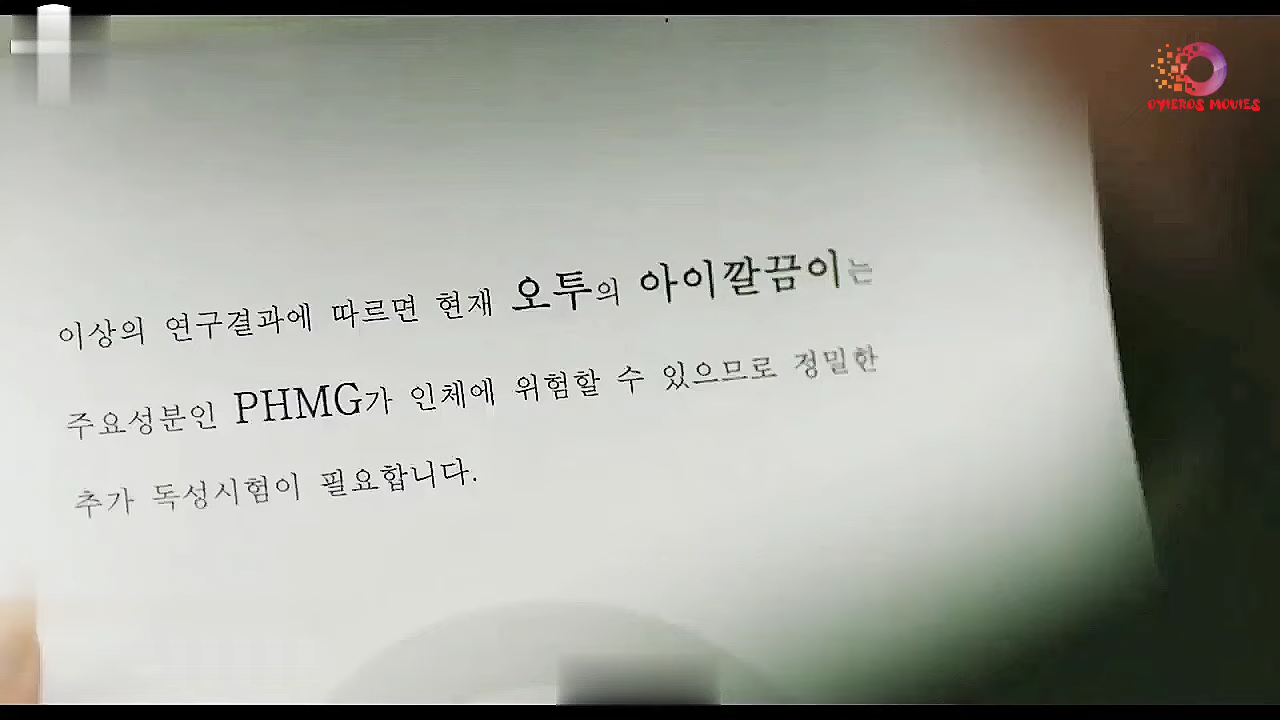 OYIEROS MOVIES
이상의 연구결과에 따르면 현재 오투의 아이깔끔이는
주요성분인 PHMG가 인체에 위험할 수 있으므로 정밀한
추가 독성시험이 필요합니다.